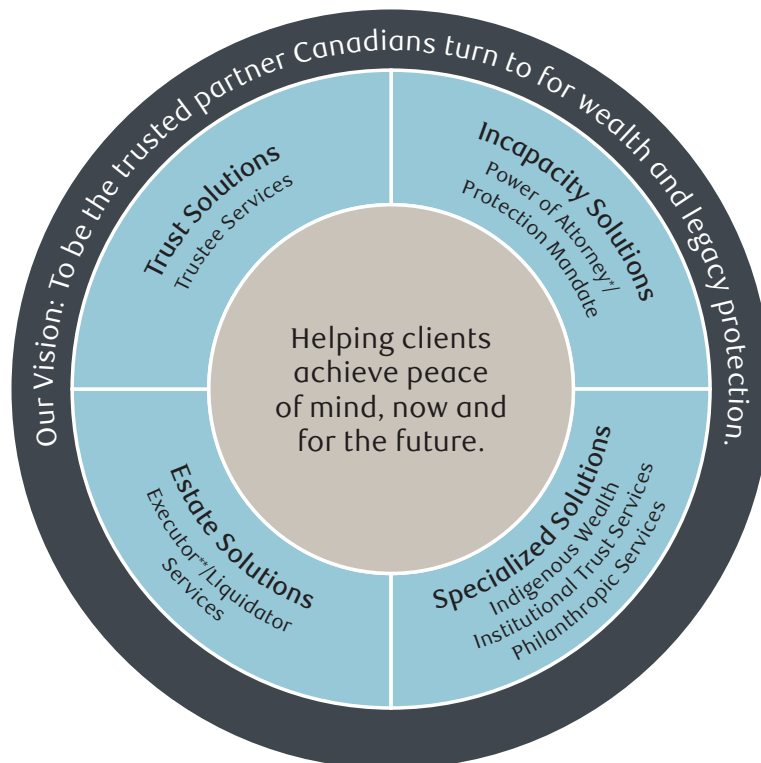 Our Vision: To be the trusted partner Canadians turn to for wealth and legacy protection.
Trust Solutions
Trustee Services
Incapacity Solutions
Power of Attorney*/
Protection Mandate
Helping clients
achieve peace
of mind, now and
for the future.
Estate Solutions
Executor**/Liquidator
Services
Specialized Solutions
Indigenous Wealth
Institutional Trust Services
Philanthropic Services